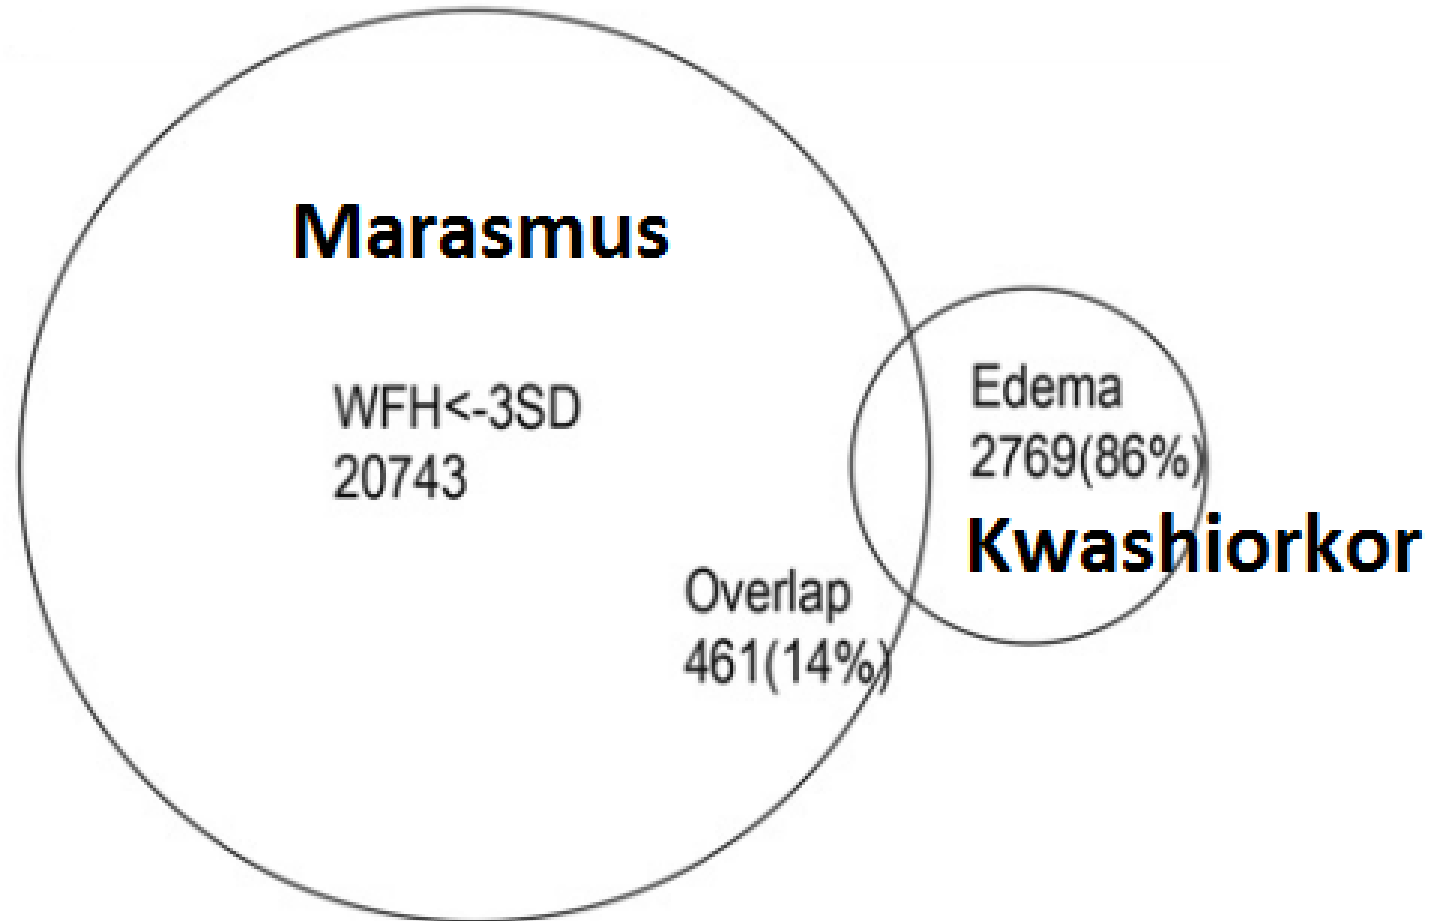 Marasmus
WFH<-3SD
20743
Edema
2769(86%)
Kwashiorkor
Overlap
461(14%)